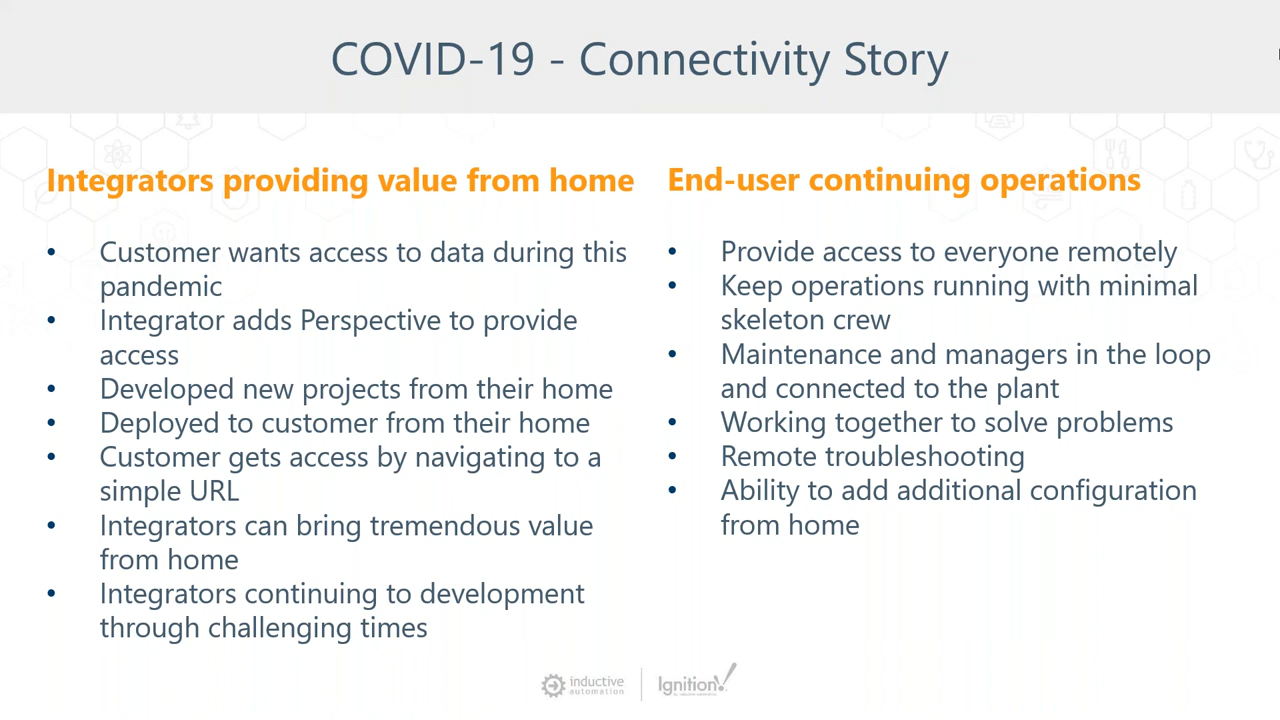 COVID-19 - Connectivity Story
Integrators providing value from home
• Customer wants access to data during this
pandemic
• Integrator adds Perspective to provide
access
• Developed new projects from their home
• Deployed to customer from their home
• Customer gets access by navigating to a
simple URL
• Integrators can bring tremendous value
from home
• Integrators continuing to development
through challenging times
End-user continuing operations
• Provide access to everyone remotely
• Keep operations running with minimal
skeleton crew
• Maintenance and managers in the loop
and connected to the plant
• Working together to solve problems
• Remote troubleshooting
• Ability to add additional configuration
from home
inductive
automation
Ignition!
by inductive automation